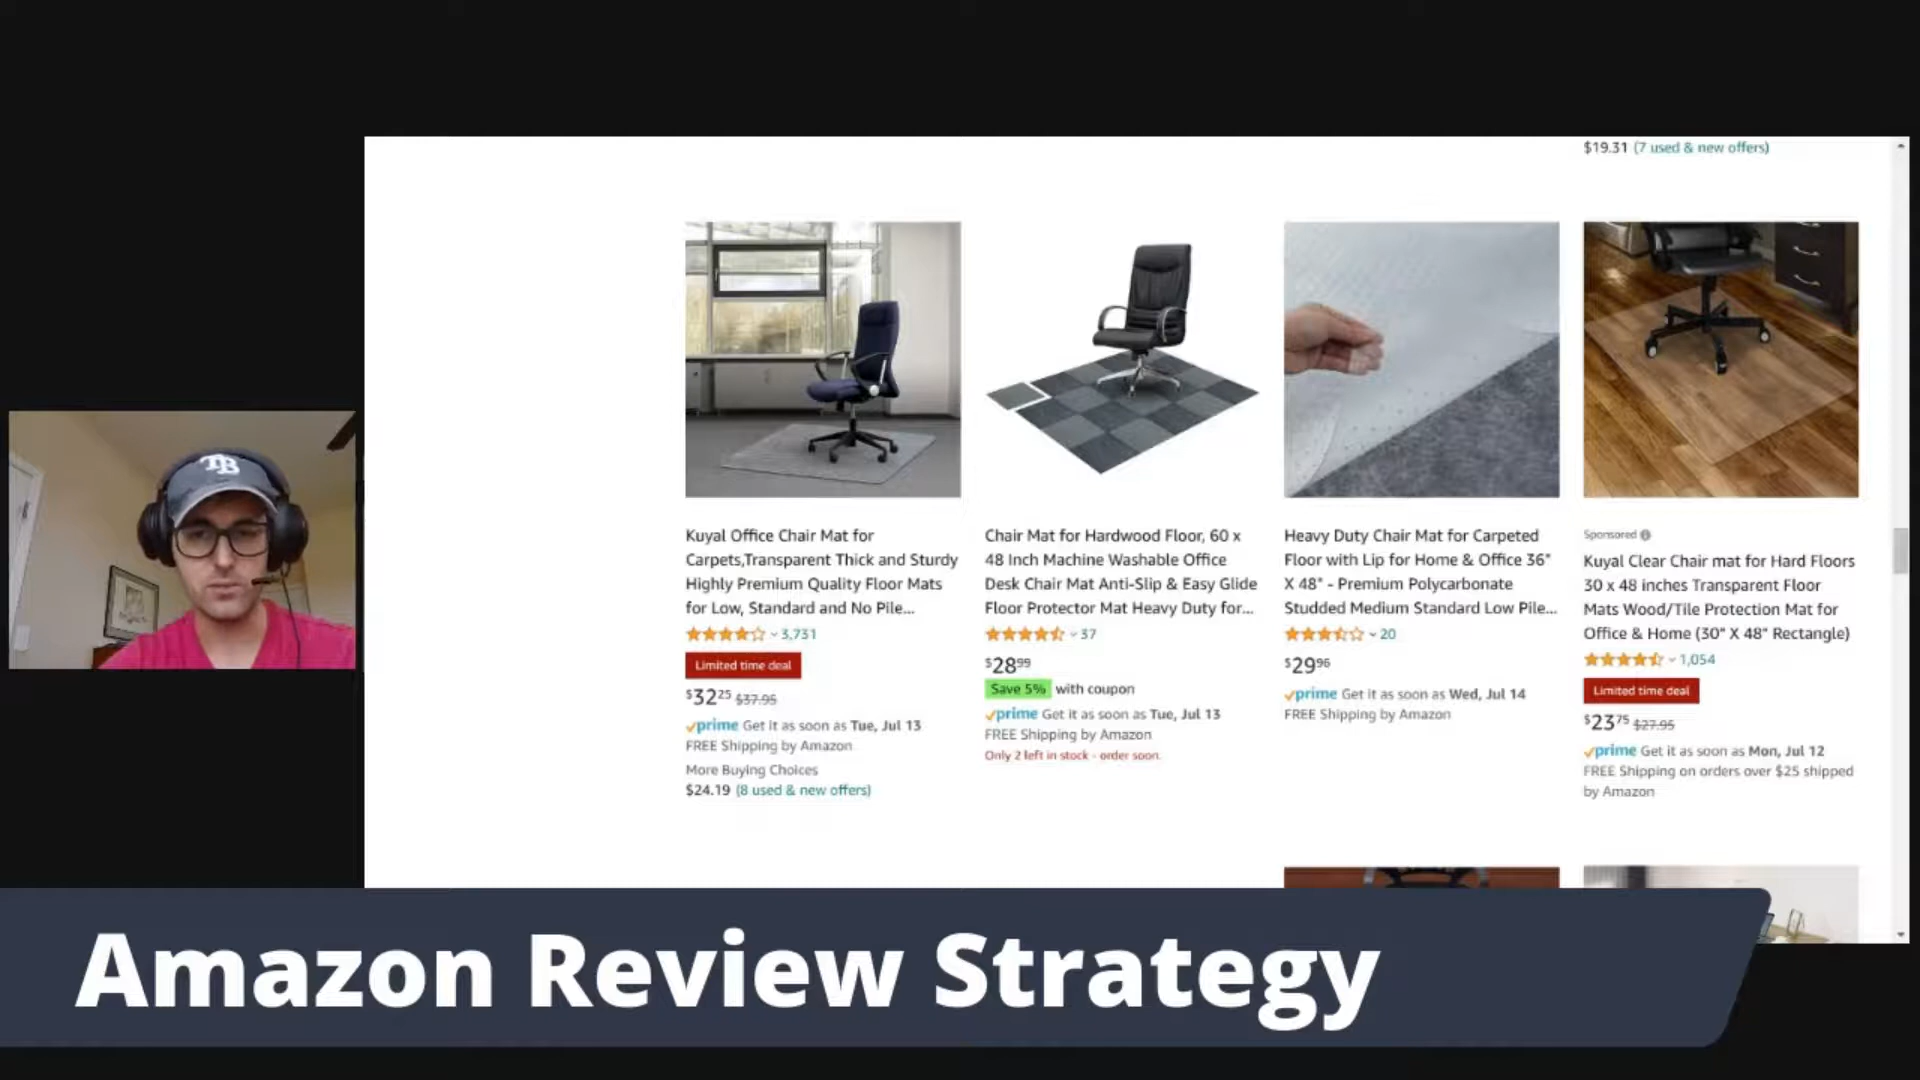 $19.31 (7 used & new offers)
TB
Kuyal Office Chair Mat for
Carpets,Transparent Thick and Sturdy
Highly Premium Quality Floor Mats
for Low, Standard and No Pile...
3,731
Limited time deal
$32 25 $37.95
prime Get it as soon as Tue, Jul 13
FREE Shipping by Amazon
More Buying Choices
$24.19 (8 used & new offers)
Chair Mat for Hardwood Floor, 60 x
48 Inch Machine Washable Office
Desk Chair Mat Anti-Slip & Easy Glide
Floor Protector Mat Heavy Duty for...
37
$28 99
Save 5% with coupon
prime Get it as soon as Tue, Jul 13
FREE Shipping by Amazon
Only 2 left in stock - order soon.
Heavy Duty Chair Mat for Carpeted
Floor with Lip for Home & Office 36"
X 48" - Premium Polycarbonate
Studded Medium Standard Low Pile...
20
$29 96
prime Get it as soon as Wed, Jul 14
FREE Shipping by Amazon
Sponsored
Kuyal Clear Chair mat for Hard Floors
30 x 48 inches Transparent Floor
Mats Wood/Tile Protection Mat for
Office & Home (30" X 48" Rectangle)
1,054
Limited time deal
$23 75 $27.95
prime Get it as soon as Mon, Jul 12
FREE Shipping on orders over $25 shipped
by Amazon
Amazon Review Strategy